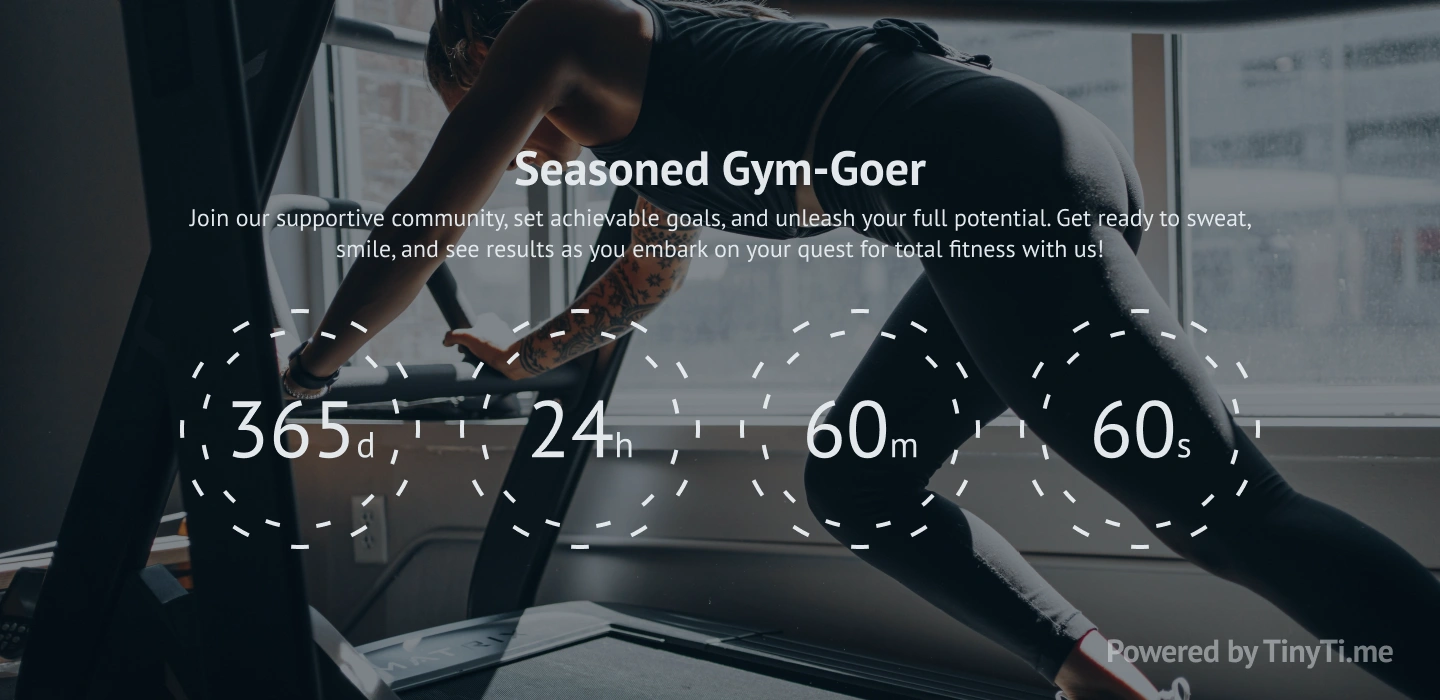 Seasoned Gym-Goer
Join our supportive community, set achievable goals, and unleash your full potential. Get ready to sweat,
smile, and see results as you embark on your quest for total fitness with us!
365d 24h 60m 60s
MATRIX
Powered by TinyTi.me